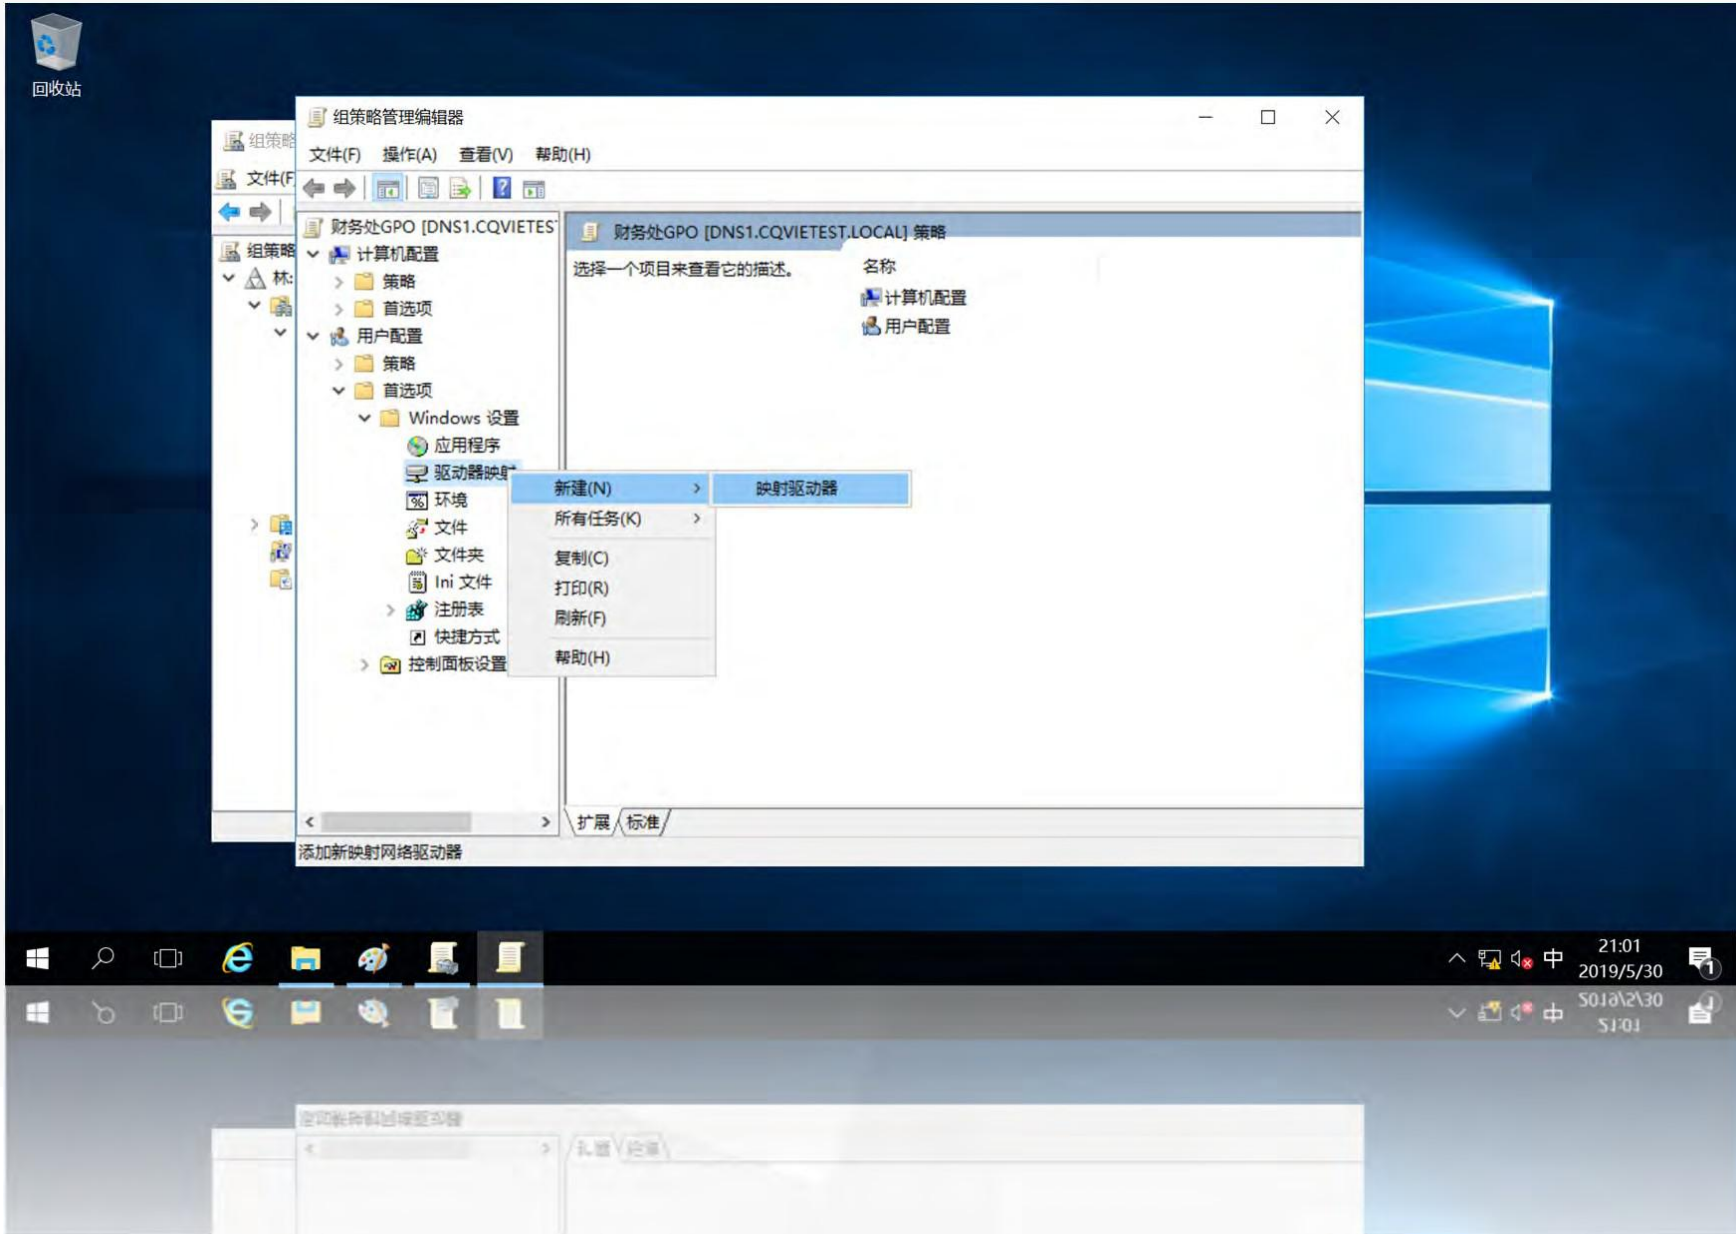 回收站
组策略管理编辑器
组策略
文件(F) 操作(A) 查看(V) 帮助(H)
文件(F
财务处GPO [DNS1.CQVIETES
财务处GPO [DNS1.CQVIETEST.LOCAL] 策略
组策略
计算机配置
选择一个项目来查看它的描述。
名称
林:
策略
计算机配置
首选项
用户配置
用户配置
策略
首选项
Windows 设置
应用程序
驱动器映射
新建(N)
映射驱动器
环境
所有任务(K)
文件
文件夹
复制(C)
Ini 文件
打印(R)
注册表
刷新(F)
快捷方式
帮助(H)
控制面板设置
扩展 标准
添加新映射网络驱动器
中
21:01
2019/5/30
1